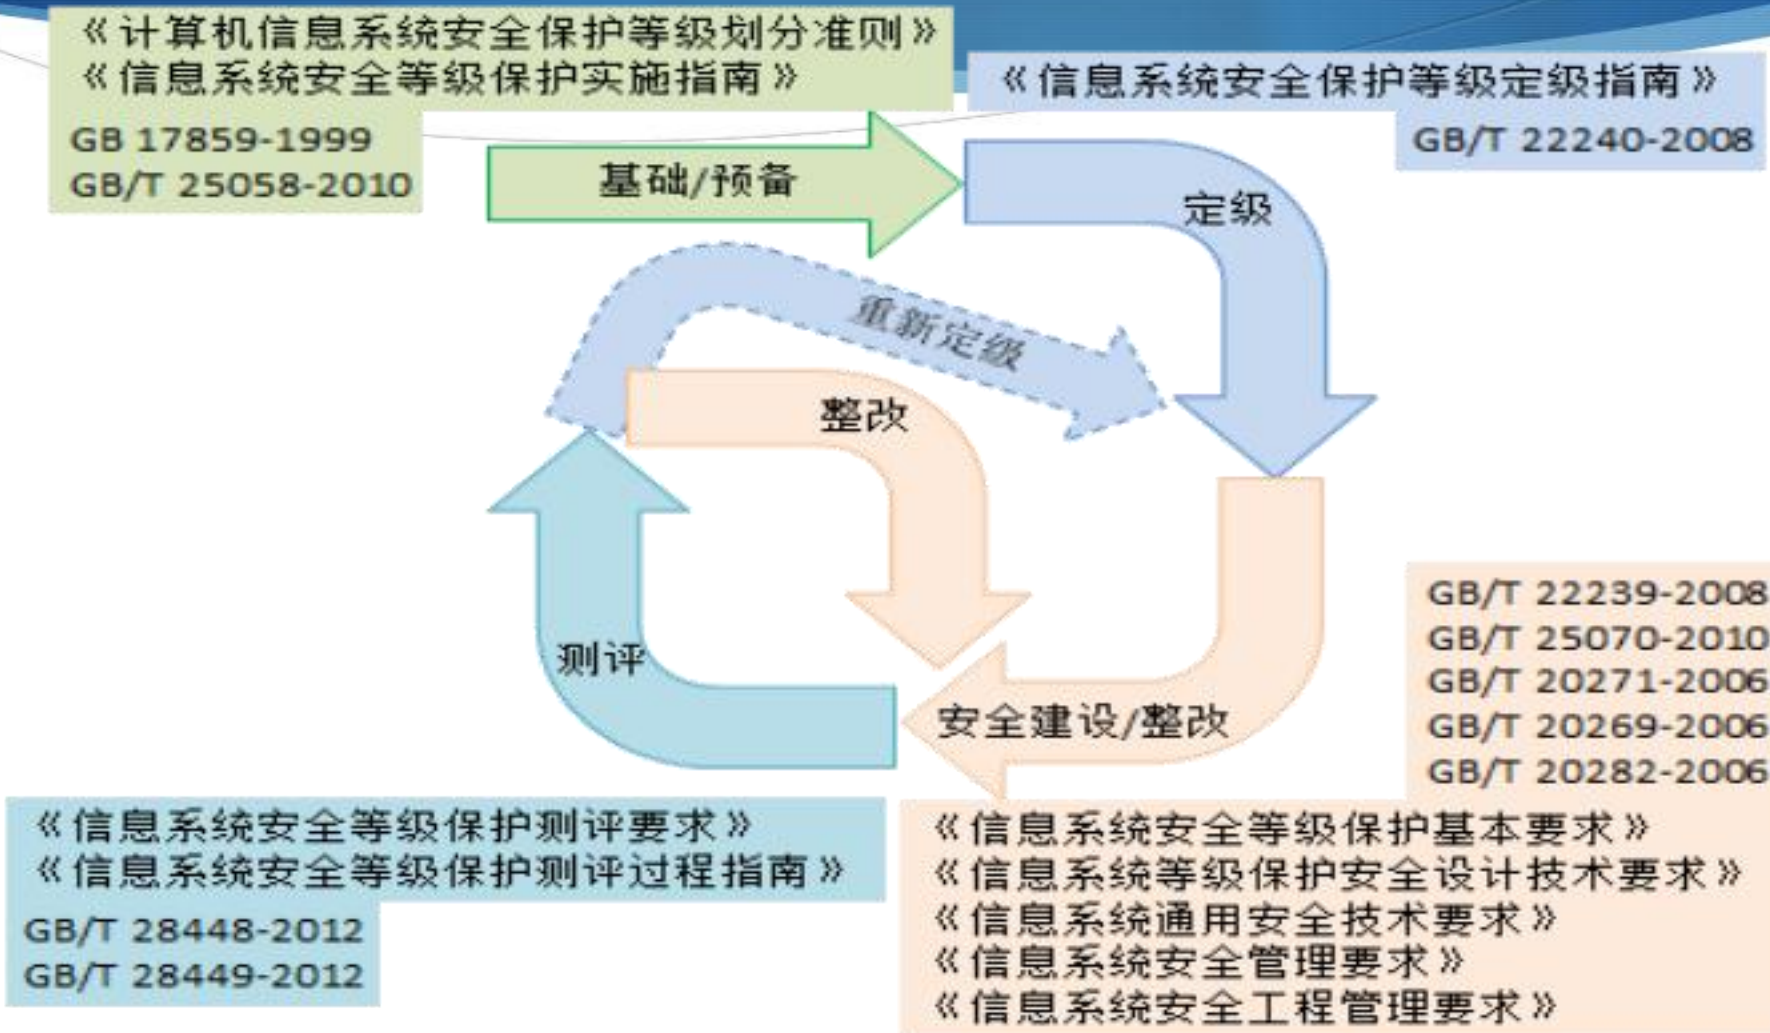 《计算机信息系统安全保护等级划分准则》
《信息系统安全等级保护实施指南》
GB 17859-1999
GB/T 25058-2010
《信息系统安全保护等级定级指南》
GB/T 22240-2008
基础/预备
定级
重新定级
整改
测评
安全建设/整改
GB/T 22239-2008
GB/T 25070-2010
GB/T 20271-2006
GB/T 20269-2006
GB/T 20282-2006
《信息系统安全等级保护测评要求》
《信息系统安全等级保护测评过程指南》
GB/T 28448-2012
GB/T 28449-2012
《信息系统安全等级保护基本要求》
《信息系统等级保护安全设计技术要求》
《信息系统通用安全技术要求》
《信息系统安全管理要求》
《信息系统安全工程管理要求》